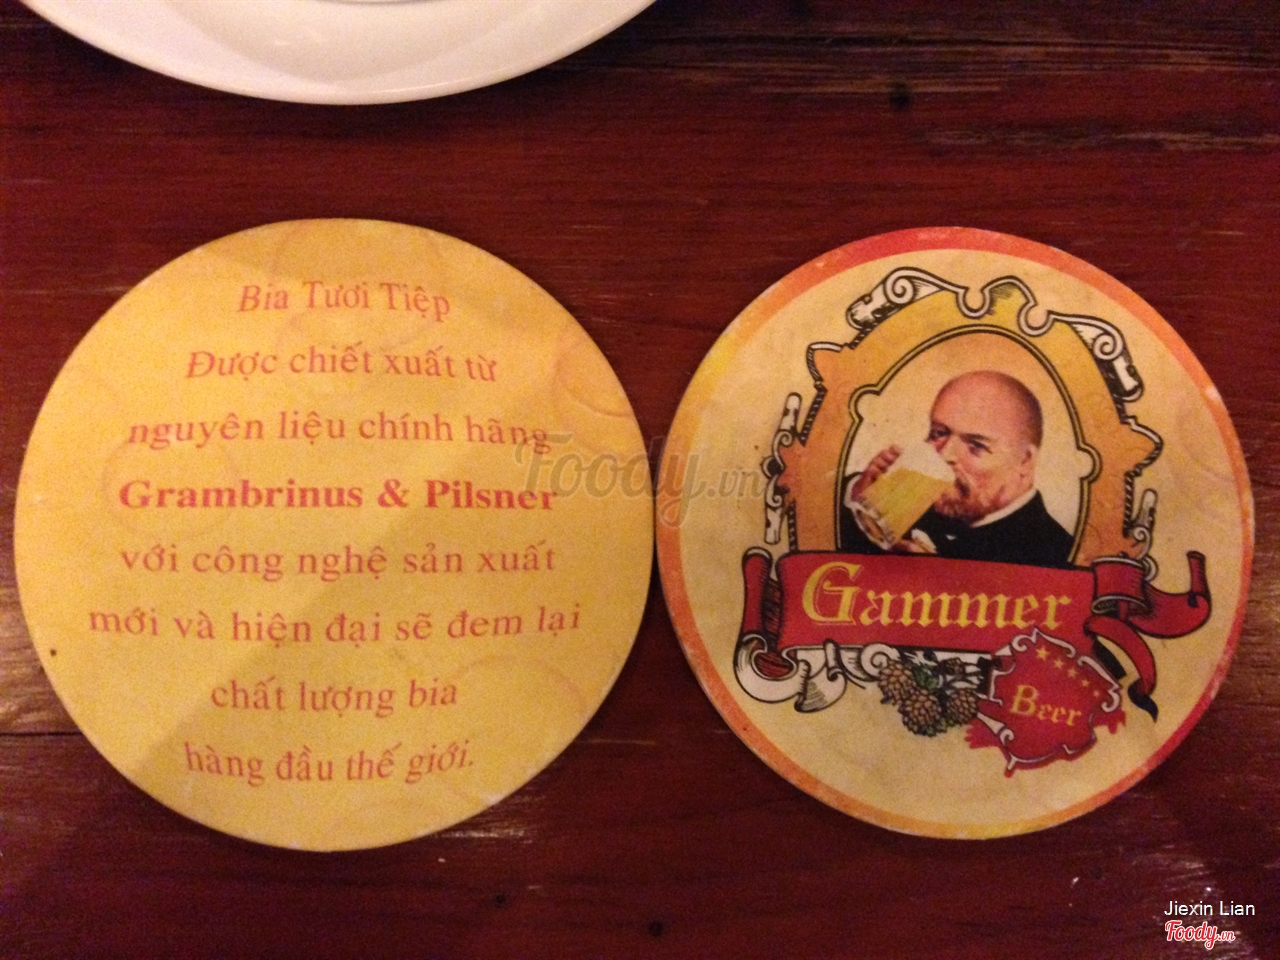 Bia Tươi Tiệp
Được chiết xuất từ
nguyên liệu chính hãng
Grambrinus & Pilsner
với công nghệ sản xuất
mới và hiện đại sẽ đem lại
chất lượng bia
hàng đầu thế giới.
Gammer
Beer
Foody.vn
Jiexin Lian
Foody.vn